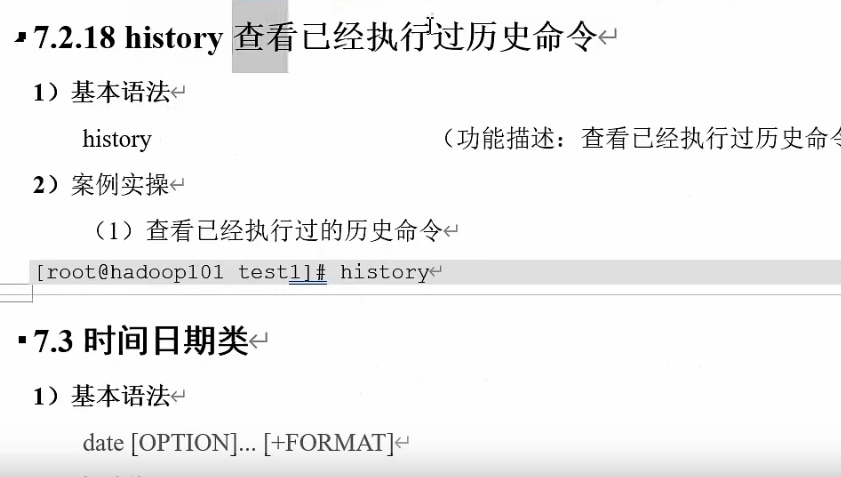 7.2.18 history 查看已经执行过历史命令
1）基本语法
history （功能描述：查看已经执行过历史命令
2）案例实操
（1）查看已经执行过的历史命令
[root@hadoop101 test1]# history
7.3 时间日期类
1）基本语法
date [OPTION]... [+FORMAT]